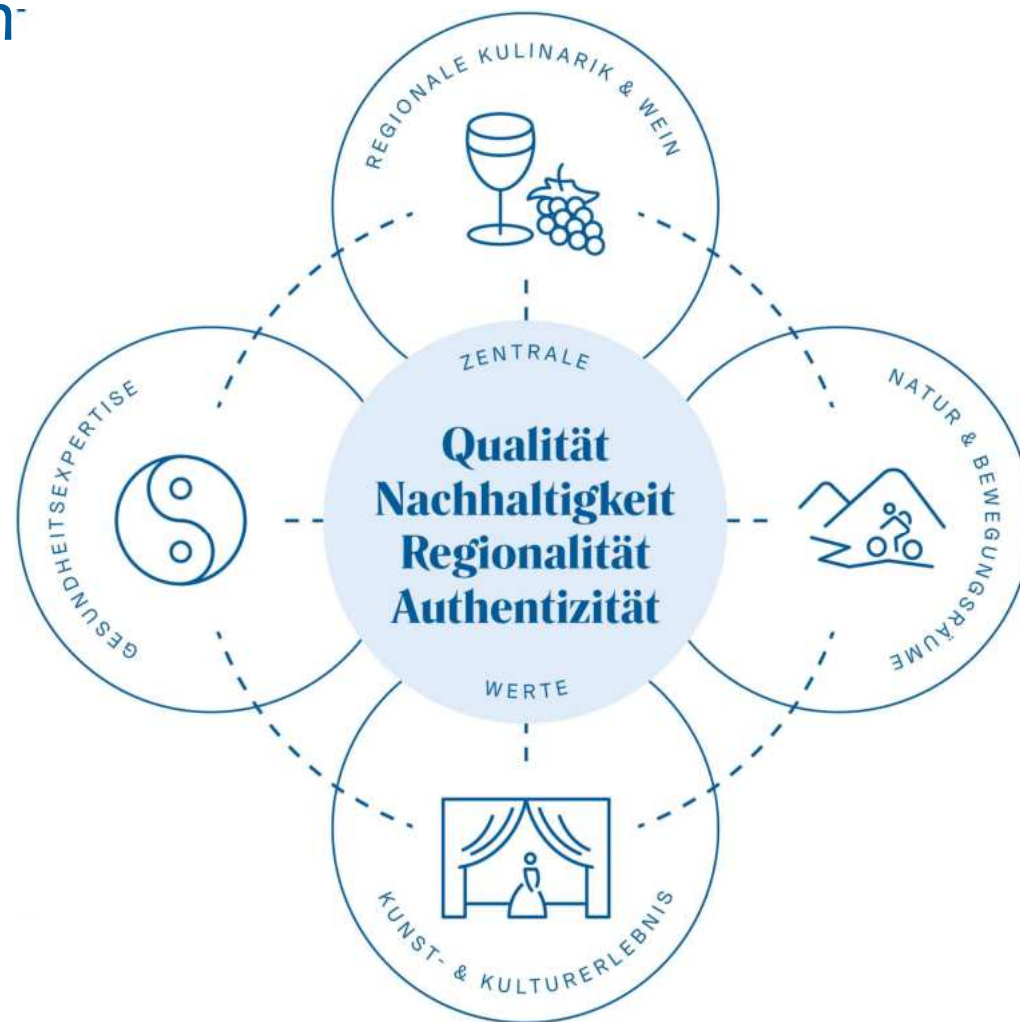 n-
REGIONALE KULINARIK & WEIN
ZENTRALE
Qualität
Nachhaltigkeit
Regionalität
Authentizität
WERTE
GESUNDHEITSEXPERTISE
NATUR & BEWEGUNGSRÄUME
KUNST- & KULTURERLEBNIS